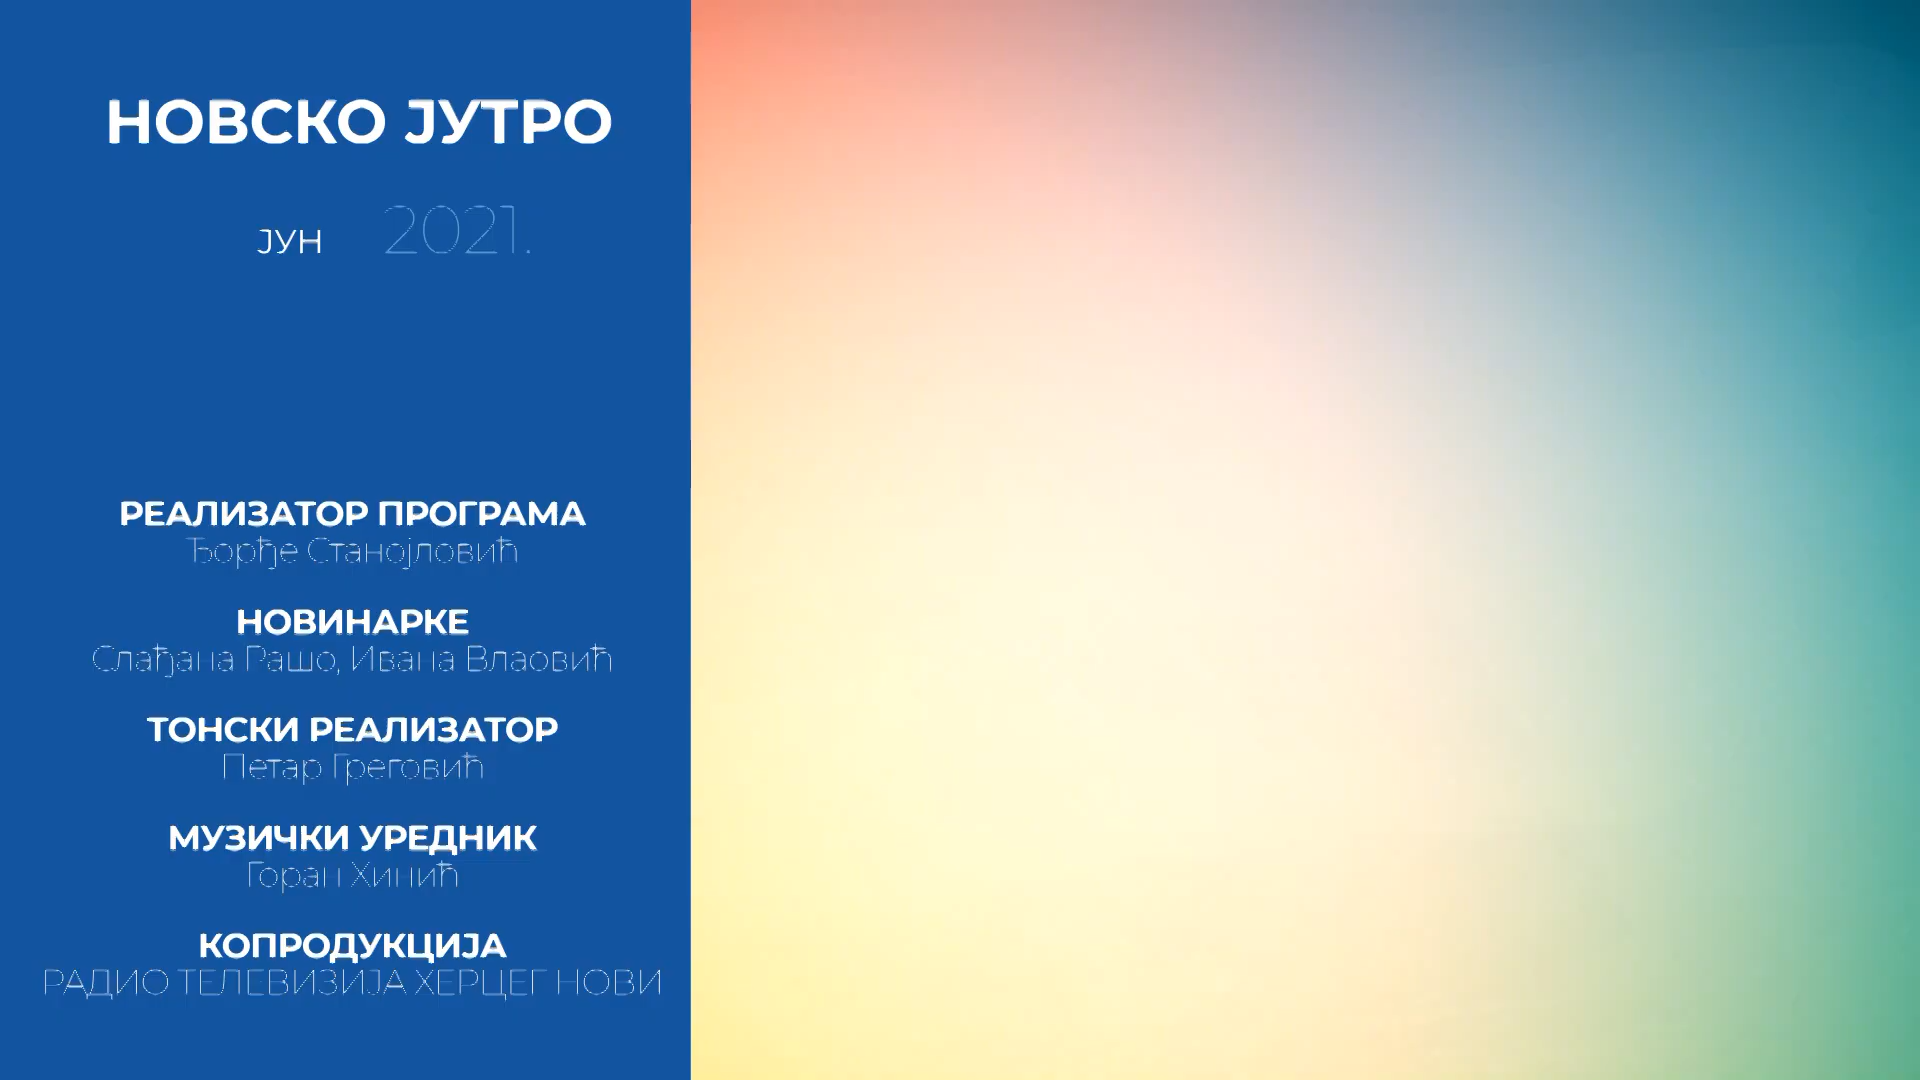 НОВСКО ЈУТРО
ЈУН 2021.
РЕАЛИЗАТОР ПРОГРАМА
Ђорђе Станојловић
НОВИНАРКЕ
Слађана Рашо, Ивана Влаовић
ТОНСКИ РЕАЛИЗАТОР
Петар Греговић
МУЗИЧКИ УРЕДНИК
Горан Хинић
КОПРОДУКЦИЈА
РАДИО ТЕЛЕВИЗИЈА ХЕРЦЕГ НОВИ